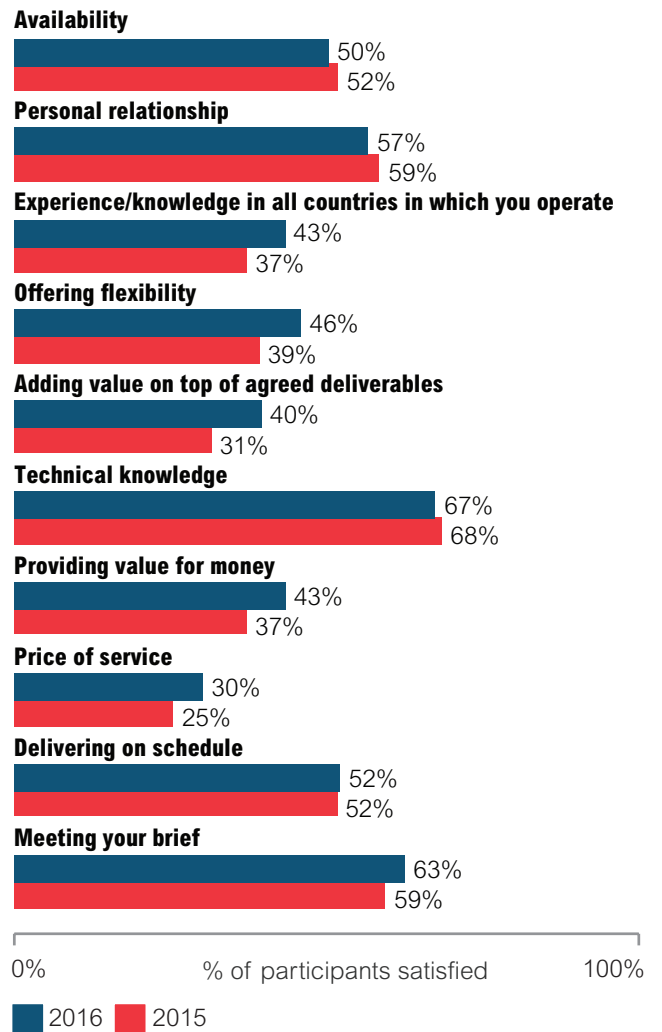 Availability
50%
52%
Personal relationship
57%
59%
Experience/knowledge in all countries in which you operate
43%
37%
Offering flexibility
46%
39%
Adding value on top of agreed deliverables
40%
31%
Technical knowledge
67%
68%
Providing value for money
43%
37%
Price of service
30%
25%
Delivering on schedule
52%
52%
Meeting your brief
63%
59%
0% % of participants satisfied 100%
2016 2015